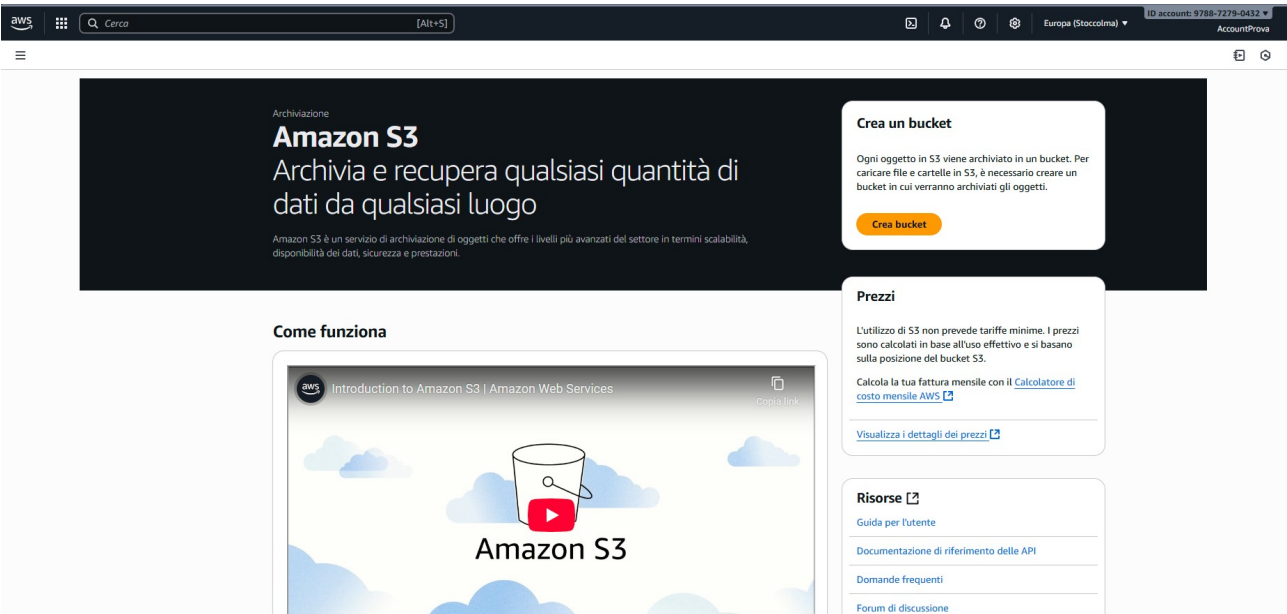 aws
Cerca
[Alt+S]
Europa (Stoccolma)
ID account: 9788-7279-0432
AccountProva
Archiviazione
Amazon S3
Archivia e recupera qualsiasi quantità di
dati da qualsiasi luogo
Amazon S3 è un servizio di archiviazione di oggetti che offre i livelli più avanzati del settore in termini scalabilità,
disponibilità dei dati, sicurezza e prestazioni.
Crea un bucket
Ogni oggetto in S3 viene archiviato in un bucket. Per
caricare file e cartelle in S3, è necessario creare un
bucket in cui verranno archiviati gli oggetti.
Crea bucket
Come funziona
aws
Introduction to Amazon S3 | Amazon Web Services
Copia link
Amazon S3
Prezzi
L'utilizzo di S3 non prevede tariffe minime. I prezzi
sono calcolati in base all'uso effettivo e si basano
sulla posizione del bucket S3.
Calcola la tua fattura mensile con il Calcolatore di
costo mensile AWS
Visualizza i dettagli dei prezzi
Risorse
Guida per l'utente
Documentazione di riferimento delle API
Domande frequenti
Forum di discussione